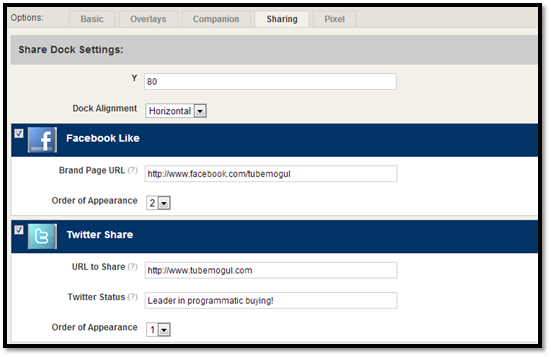 Options: Basic Overlays Companion Sharing Pixel
Share Dock Settings:
Y 80
Dock Alignment Horizontal
Facebook Like
Brand Page URL (?) http://www.facebook.com/tubemogul
Order of Appearance 2
Twitter Share
URL to Share (?) http://www.tubemogul.com
Twitter Status (?) Leader in programmatic buying!
Order of Appearance 1